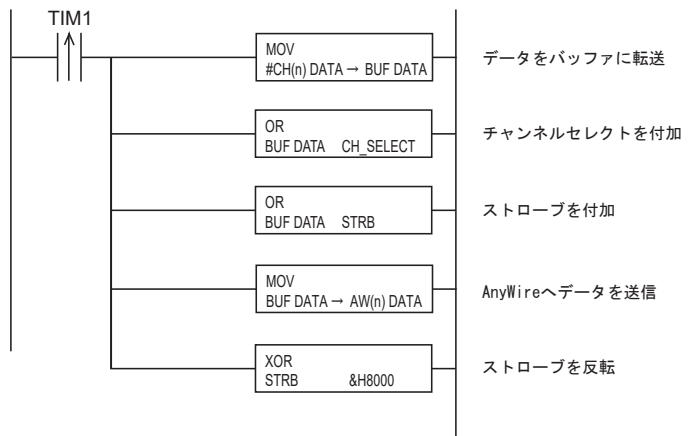 TIM1
MOV
#CH(n) DATA→ BUF DATA
データをバッファに転送
OR
BUF DATA CH_SELECT
チャンネルセレクトを付加
OR
BUF DATA STRB
ストローブを付加
MOV
BUF DATA→ AW(n) DATA
AnyWireへデータを送信
XOR
STRB &H8000
ストローブを反転